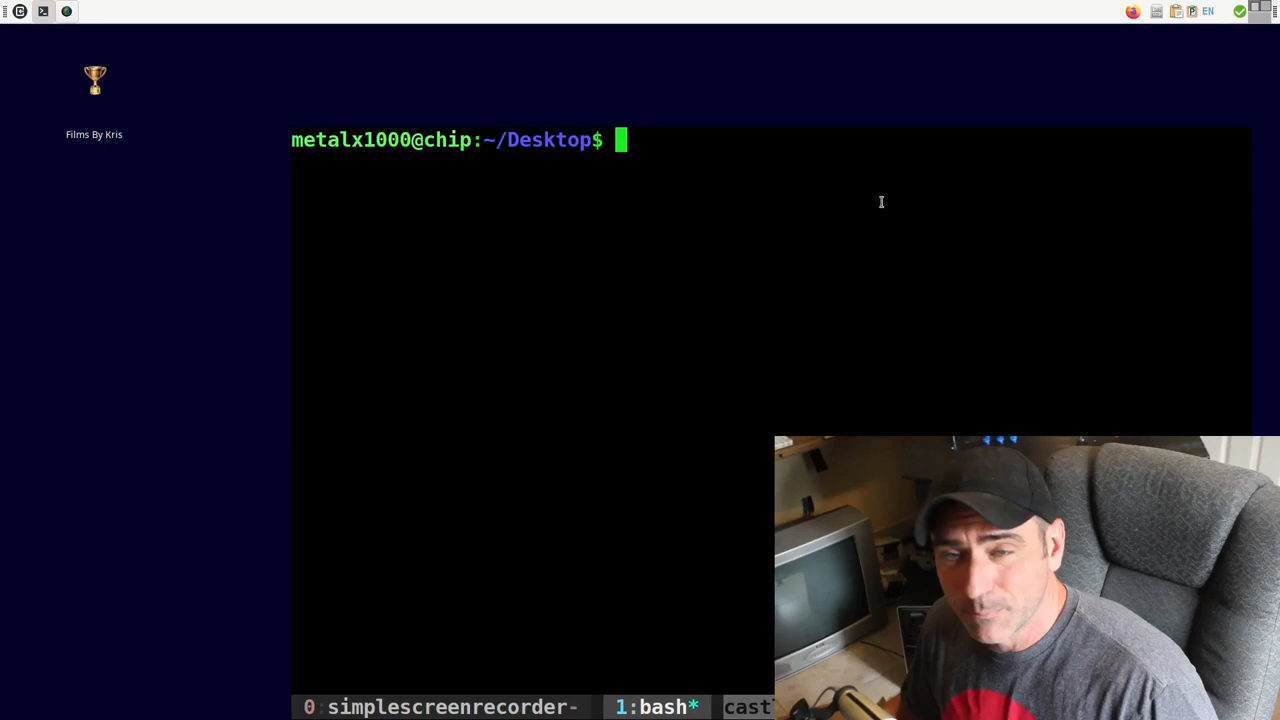 EN
Films By Kris
metalx1000@chip:~/Desktop$
0:simplescreenrecorder- 1:bash* cast